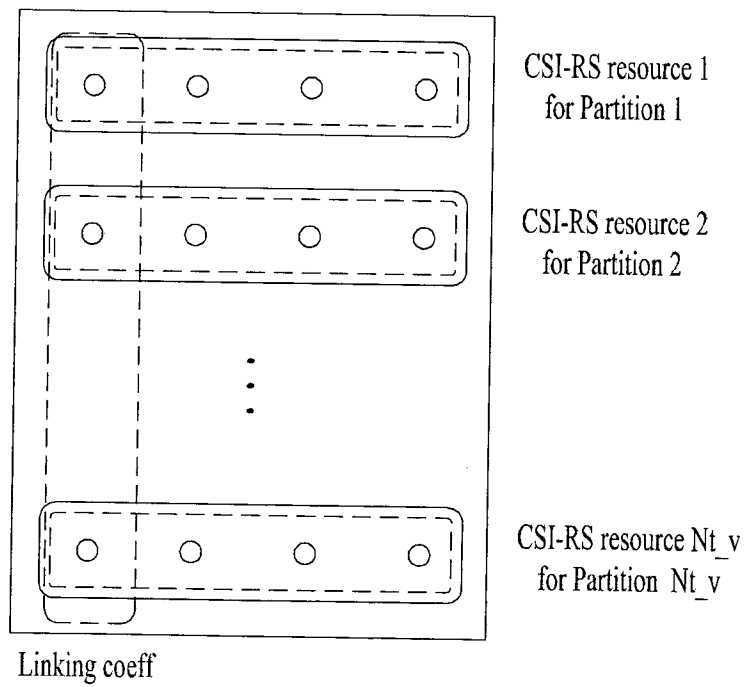 CSI-RS resource 1
for Partition 1
CSI-RS resource 2
for Partition 2
CSI-RS resource Nt_v
for Partition Nt_v
Linking coeff